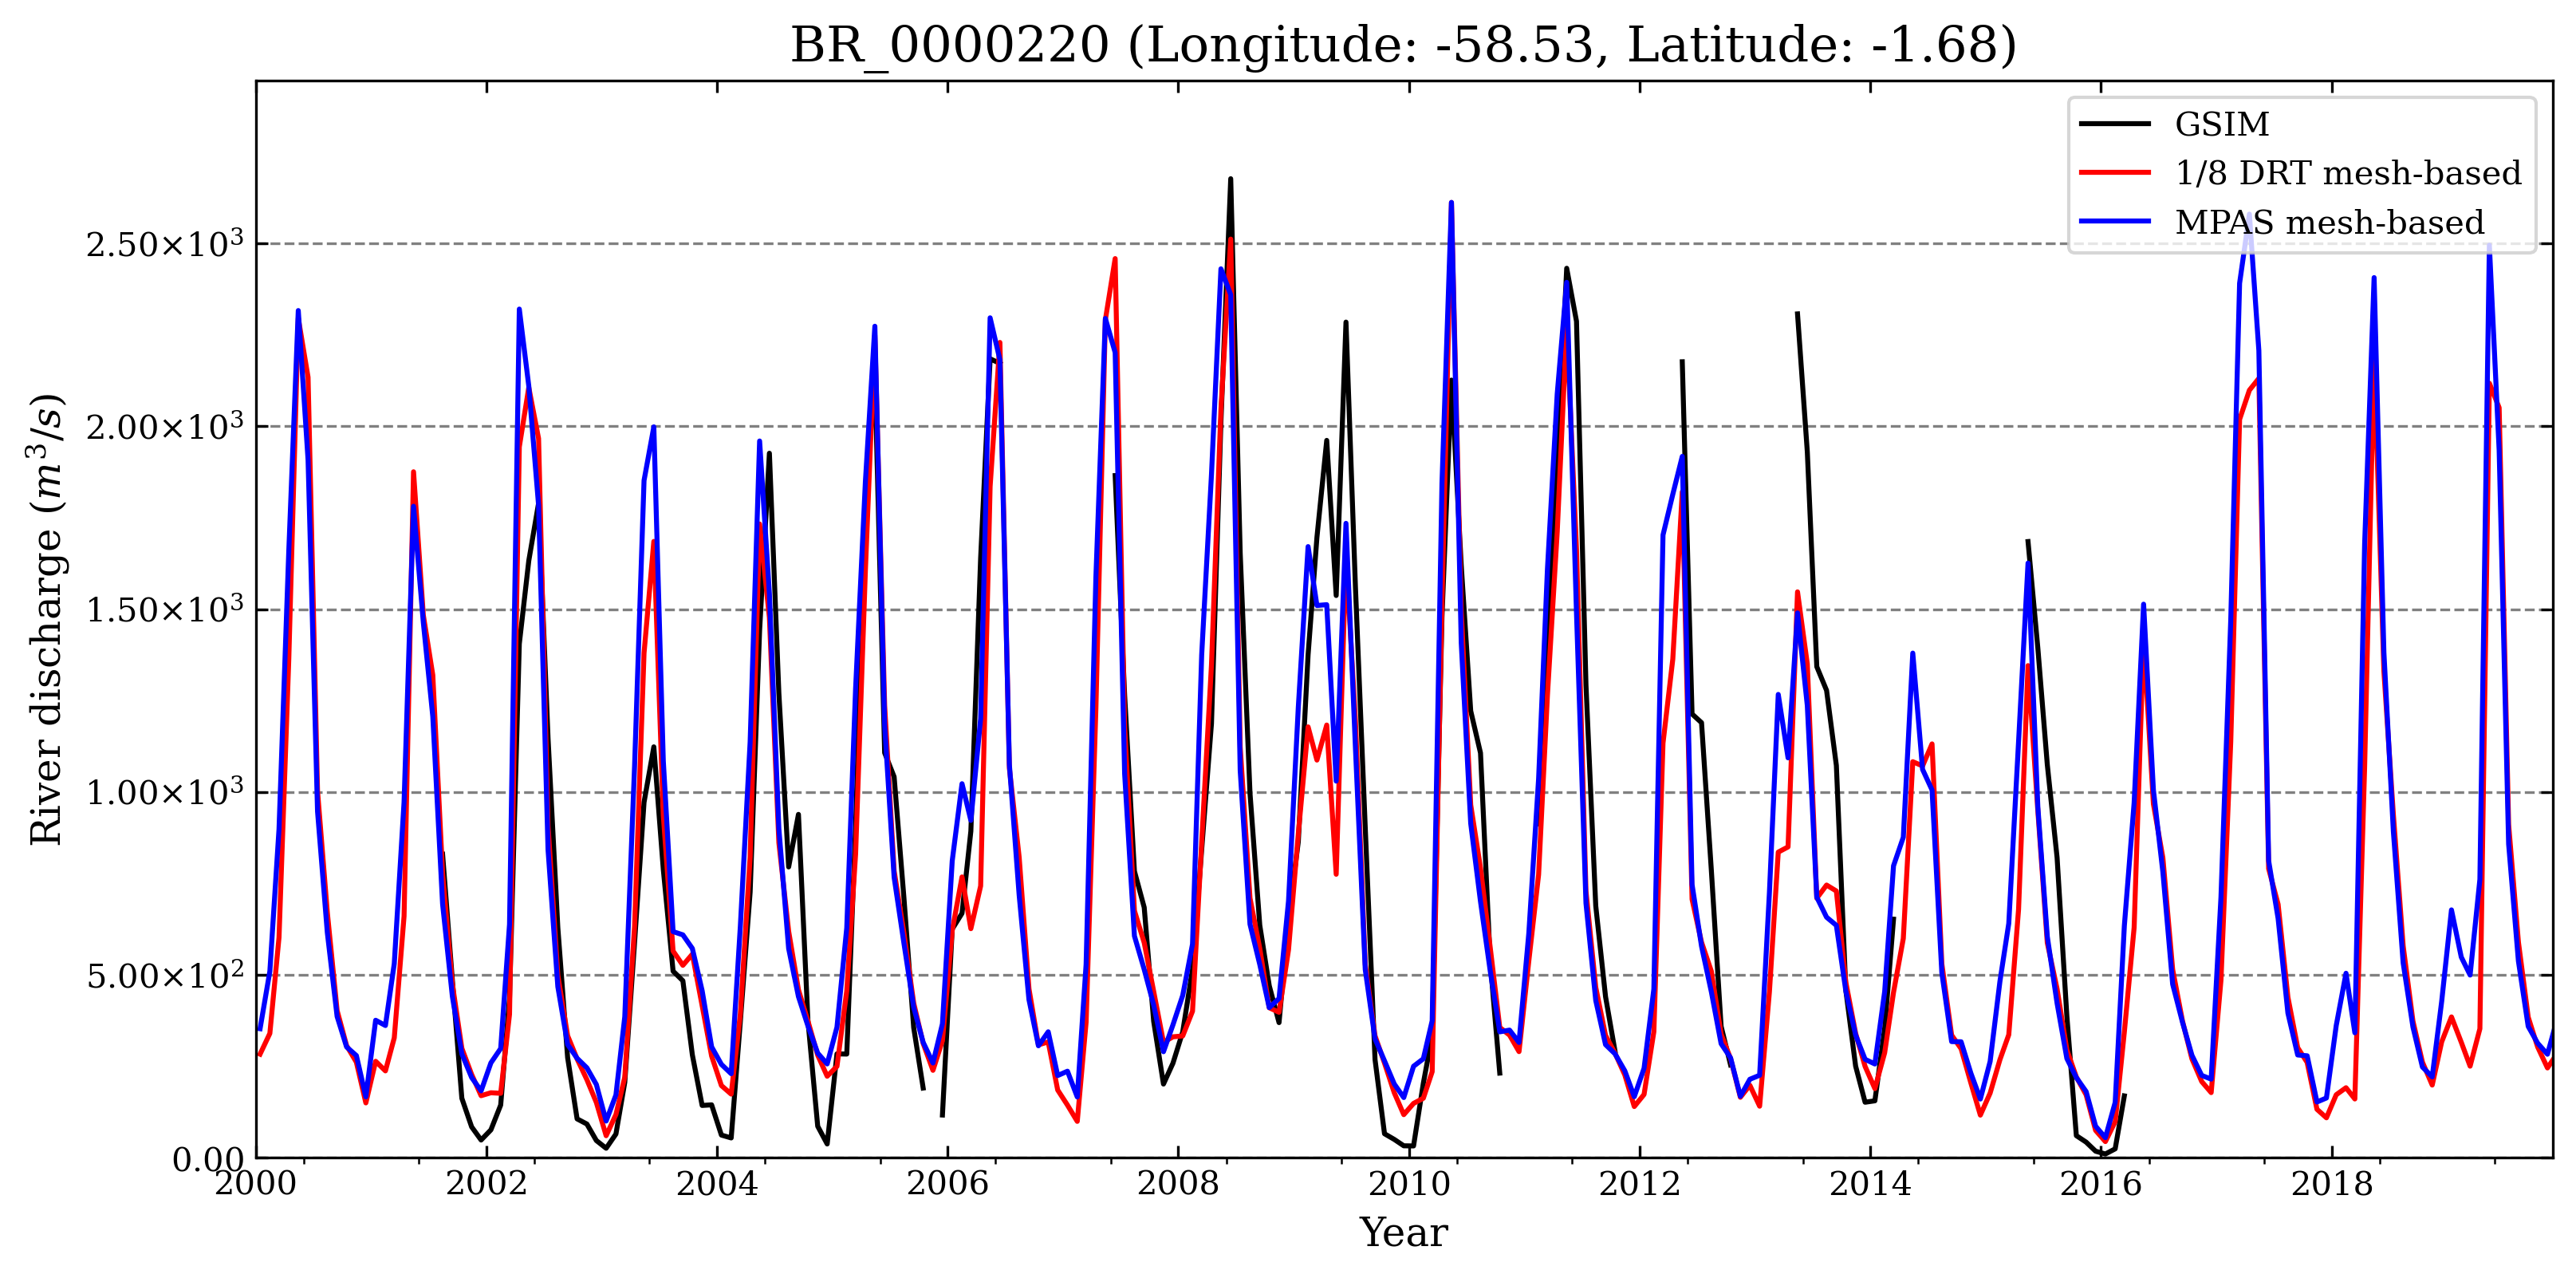 BR_0000220 (Longitude: -58.53, Latitude: -1.68)
GSIM
1/8 DRT mesh-based
MPAS mesh-based
River discharge (m³/s)
2.50×10³
2.00×10³
1.50×10³
1.00×10³
5.00×10²
0.00
2000 2002 2004 2006 2008 2010 2012 2014 2016 2018
Year